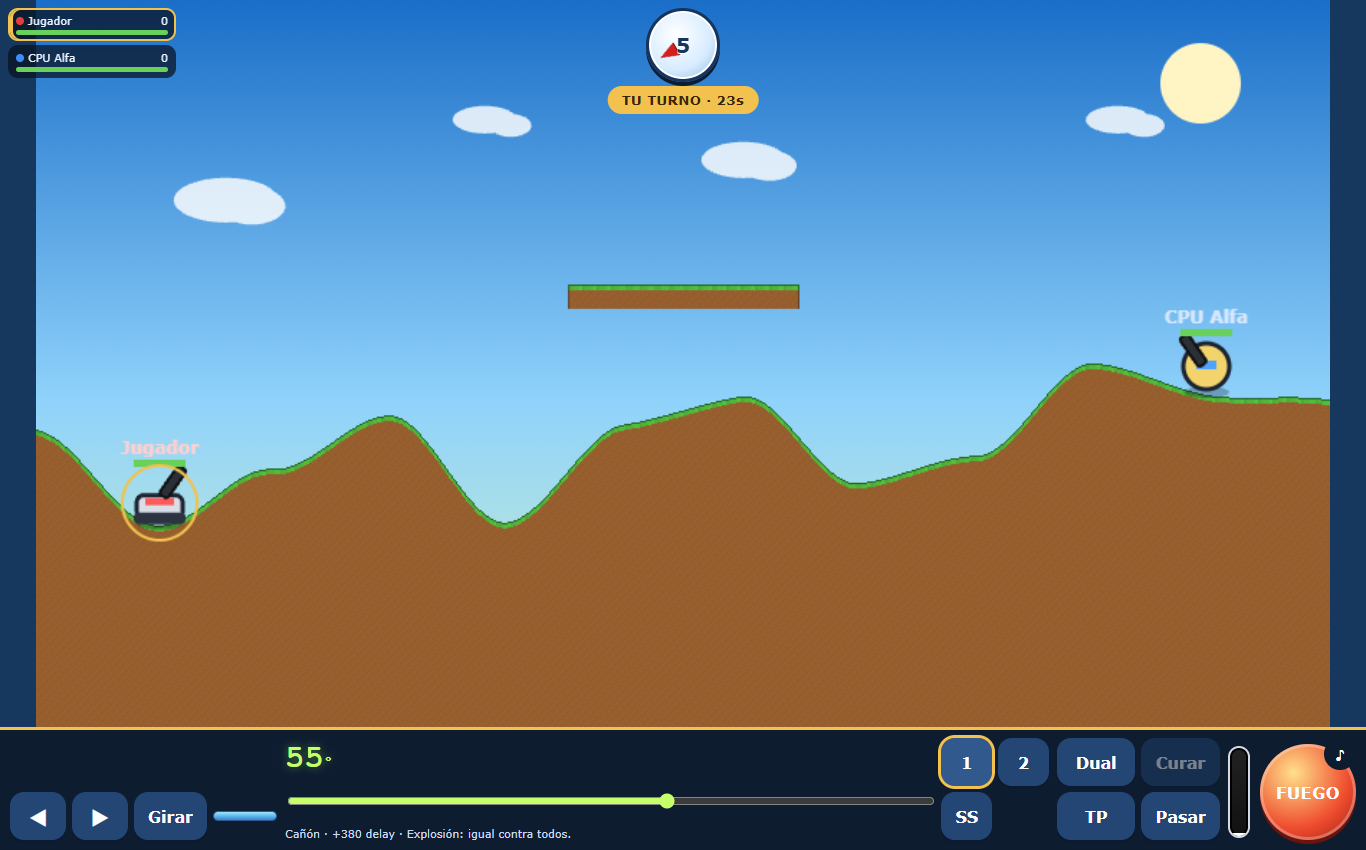 Jugador 0
CPU Alfa 0
5
TU TURNO · 23s
CPU Alfa
Jugador
55°
1
2
Dual
Curar
♪
FUEGO
◀
▶
Girar
SS
TP
Pasar
Cañón · +380 delay · Explosión: igual contra todos.